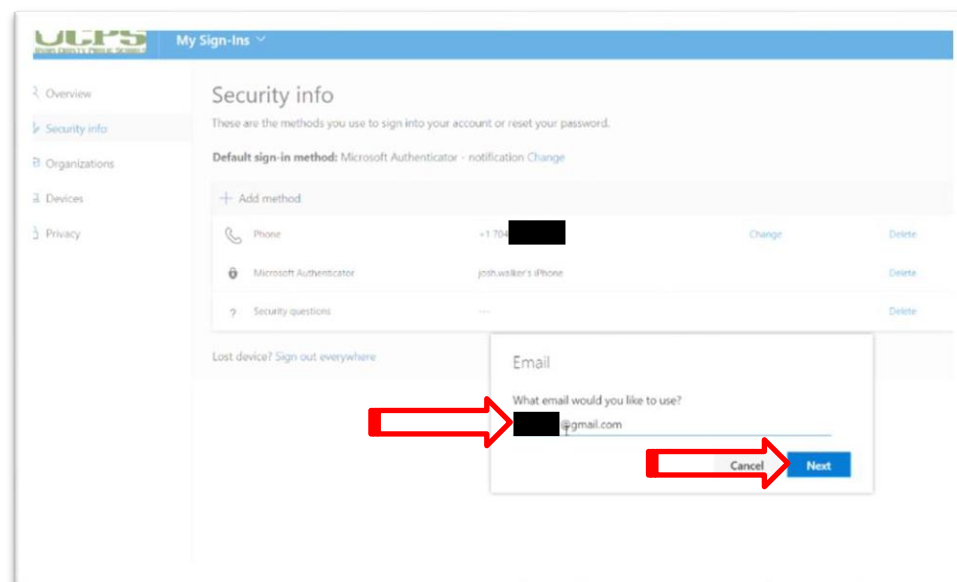 UCPS
My Sign-Ins
Overview
Security info
Organizations
Devices
Privacy
Security info
These are the methods you use to sign into your account or reset your password.
Default sign-in method: Microsoft Authenticator - notification Change
+ Add method
Phone +1 704 Change Delete
Microsoft Authenticator josh.walker's iPhone Delete
? Security questions --- Delete
Lost device? Sign out everywhere
Email
What email would you like to use?
@gmail.com
Cancel Next